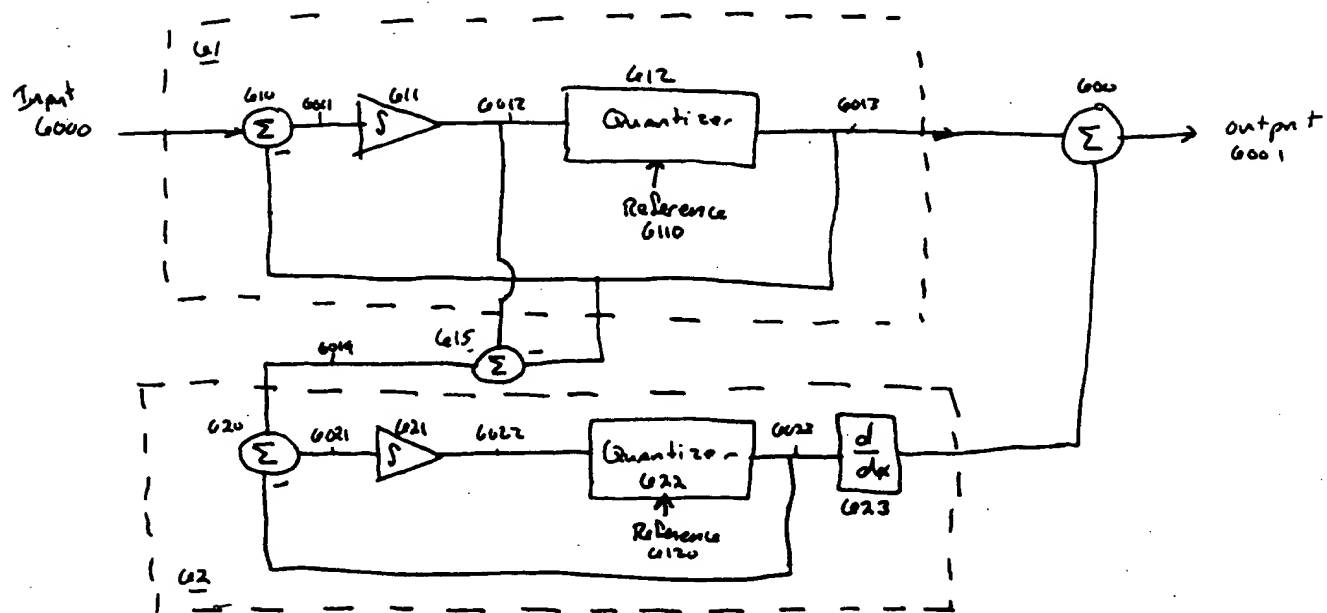 61
Input
6000
610
6011
611
∫
6012
612
Quantizer
6013
600
Σ
Σ
output
6001
Reference
6110
615
Σ
6014
620
Σ
6021
621
∫
6022
Quantizer
622
6023
d
dx
623
Reference
6120
62